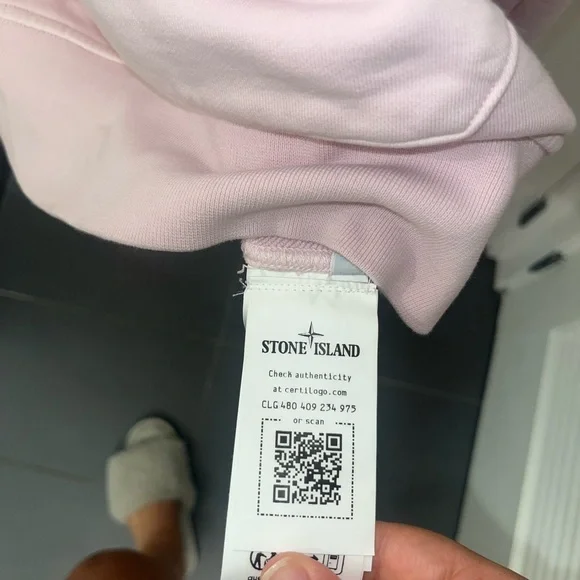 STONE ISLAND
Check authenticity
at certilogo.com
CLG 480 409 234 975
or scan